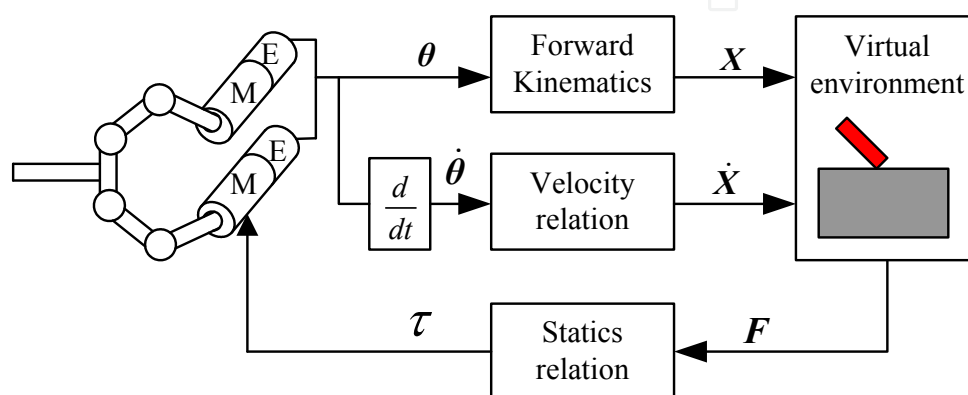 E
M
E
M
θ
Forward
Kinematics
X
Virtual
environment
d
dt
θ̇
Velocity
relation
Ẋ
τ
Statics
relation
F